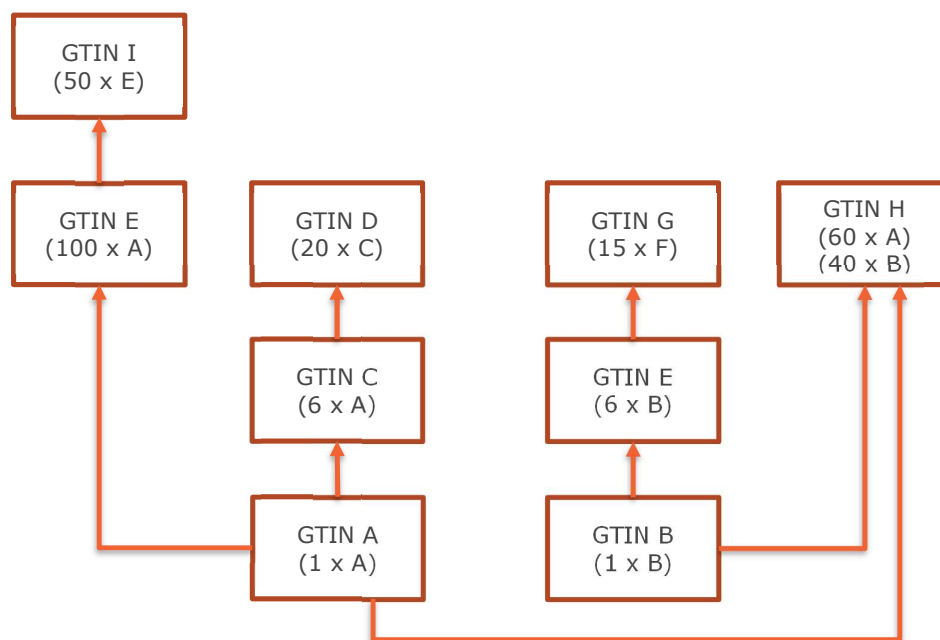 GTIN I
(50 x E)
GTIN E
(100 x A)
GTIN D
(20 x C)
GTIN G
(15 x F)
GTIN H
(60 x A)
(40 x B)
GTIN C
(6 x A)
GTIN E
(6 x B)
GTIN A
(1 x A)
GTIN B
(1 x B)